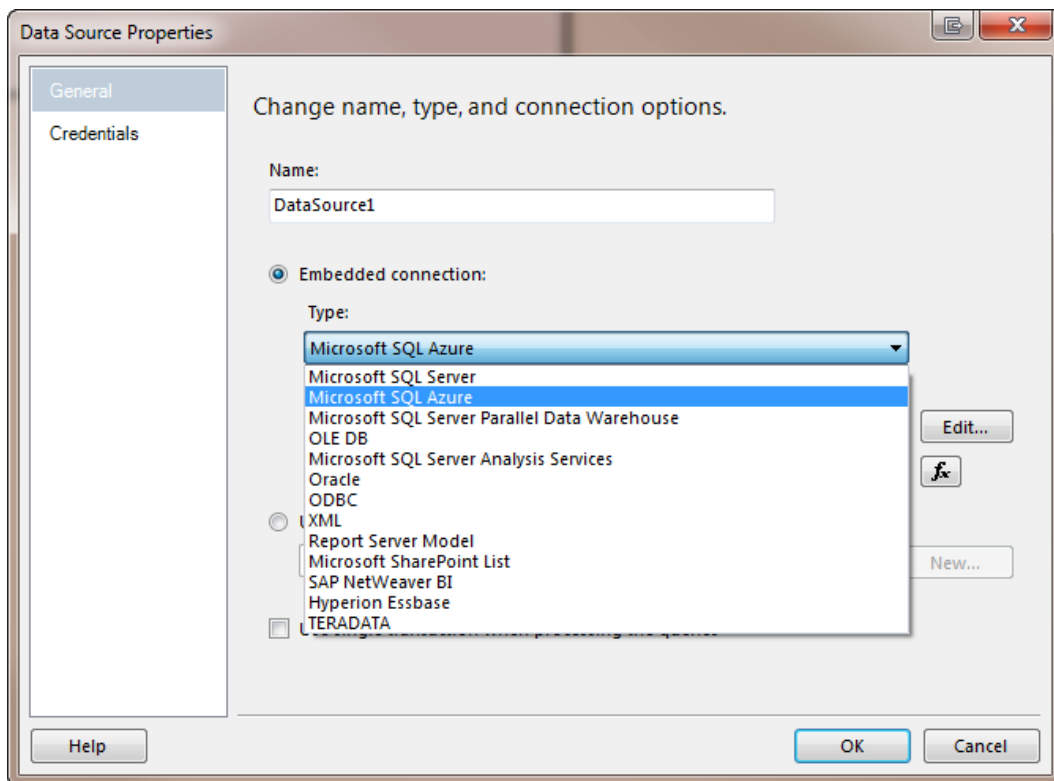 Data Source Properties
General
Credentials
Change name, type, and connection options.
Name:
DataSource1
Embedded connection:
Type:
Microsoft SQL Azure
Microsoft SQL Server
Microsoft SQL Azure
Microsoft SQL Server Parallel Data Warehouse
OLE DB
Microsoft SQL Server Analysis Services
Oracle
ODBC
XML
Report Server Model
Microsoft SharePoint List
SAP NetWeaver BI
Hyperion Essbase
TERADATA
Edit...
fx
New...
Help
OK
Cancel